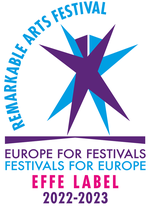 REMARKABLE ARTS FESTIVAL
EUROPE FOR FESTIVALS
FESTIVALS FOR EUROPE
EFFE LABEL
2022-2023